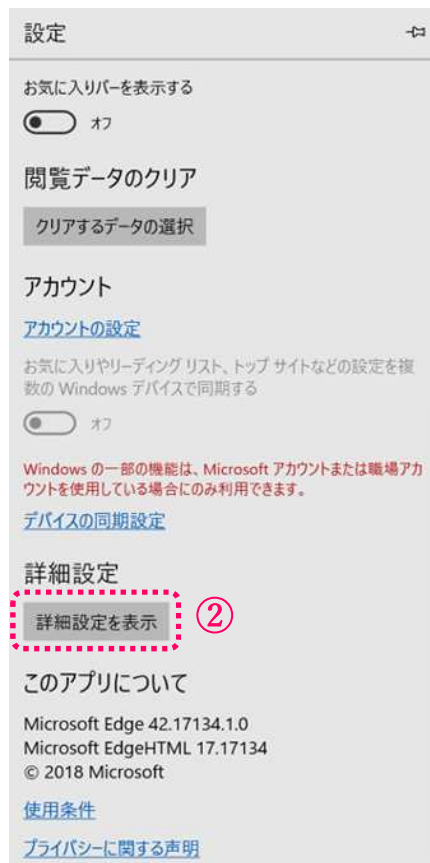 設定
お気に入りバーを表示する
オフ
閲覧データのクリア
クリアするデータの選択
アカウント
アカウントの設定
お気に入りやリーディング リスト、トップ サイトなどの設定を複
数の Windows デバイスで同期する
オフ
Windows の一部の機能は、Microsoft アカウントまたは職場アカ
ウントを使用している場合にのみ利用できます。
デバイスの同期設定
詳細設定
詳細設定を表示 ②
このアプリについて
Microsoft Edge 42.17134.1.0
Microsoft EdgeHTML 17.17134
© 2018 Microsoft
使用条件
プライバシーに関する声明